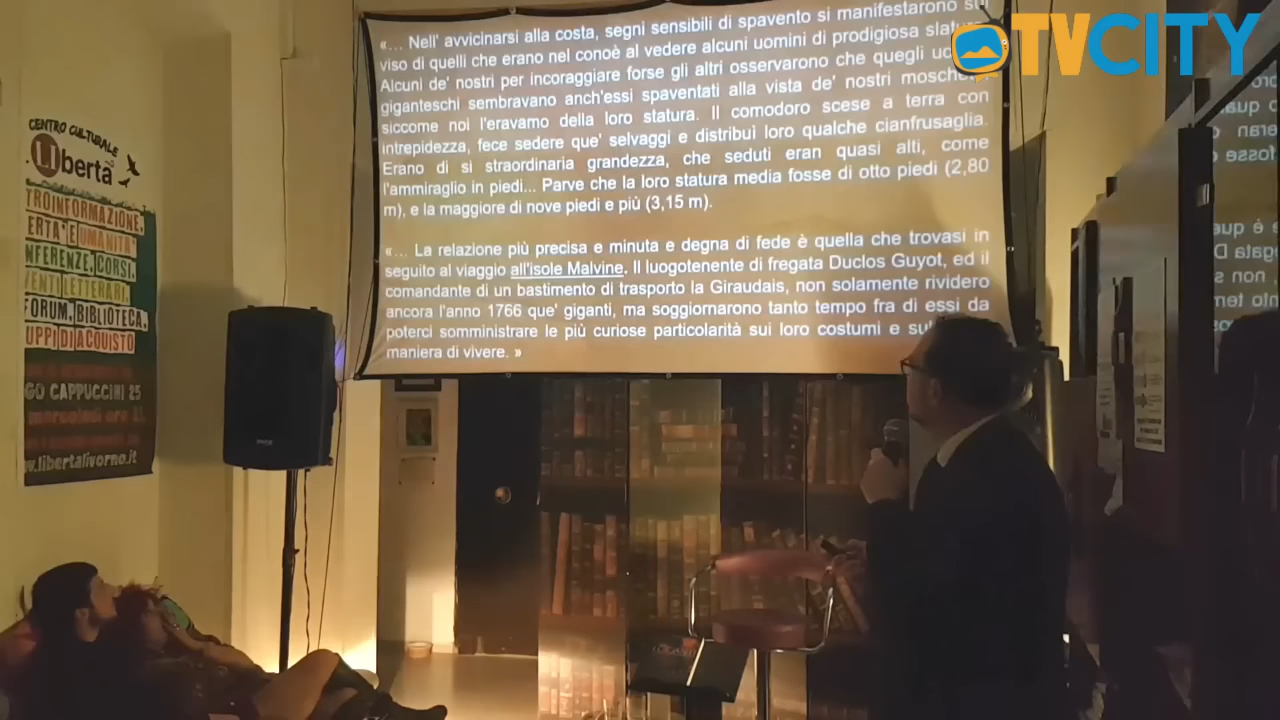 TVCITY
«... Nell' avvicinarsi alla costa, segni sensibili di spavento si manifestarono
viso di quelli che erano nel conoè al vedere alcuni uomini di prodigiosa
Alcuni de' nostri per incoraggiare forse gli altri osservarono che quegli
giganteschi sembravano anch'essi spaventati alla vista de' nostri
siccome noi l'eravamo della loro statura. Il comodoro scese a terra con
intrepidezza, fece sedere que' selvaggi e distribuì loro qualche cianfrusaglia.
Erano di si straordinaria grandezza, che seduti eran quasi alti, come
l'ammiraglio in piedi... Parve che la loro statura media fosse di otto piedi (2,80
m), e la maggiore di nove piedi e più (3,15 m).
«... La relazione più precisa e minuta e degna di fede è quella che trovasi in
seguito al viaggio all'isole Malvine. Il luogotenente di fregata Duclos Guyot, ed il
comandante di un bastimento di trasporto la Giraudais, non solamente rividero
ancora l'anno 1766 que' giganti, ma soggiornarono tanto tempo fra di essi da
poterci somministrare le più curiose particolarità sui loro costumi e
maniera di vivere. »
CENTRO CULTURALE
LIbertà
TROINFORMAZIONE,
ERTA' E UMANITA'
NFERENZE, CORSI,
VENTI LETTERARI,
FORUM, BIBLIOTECA,
UPPI DI ACQUISTO
GO CAPPUCCINI 25
w.libertalivorno.it